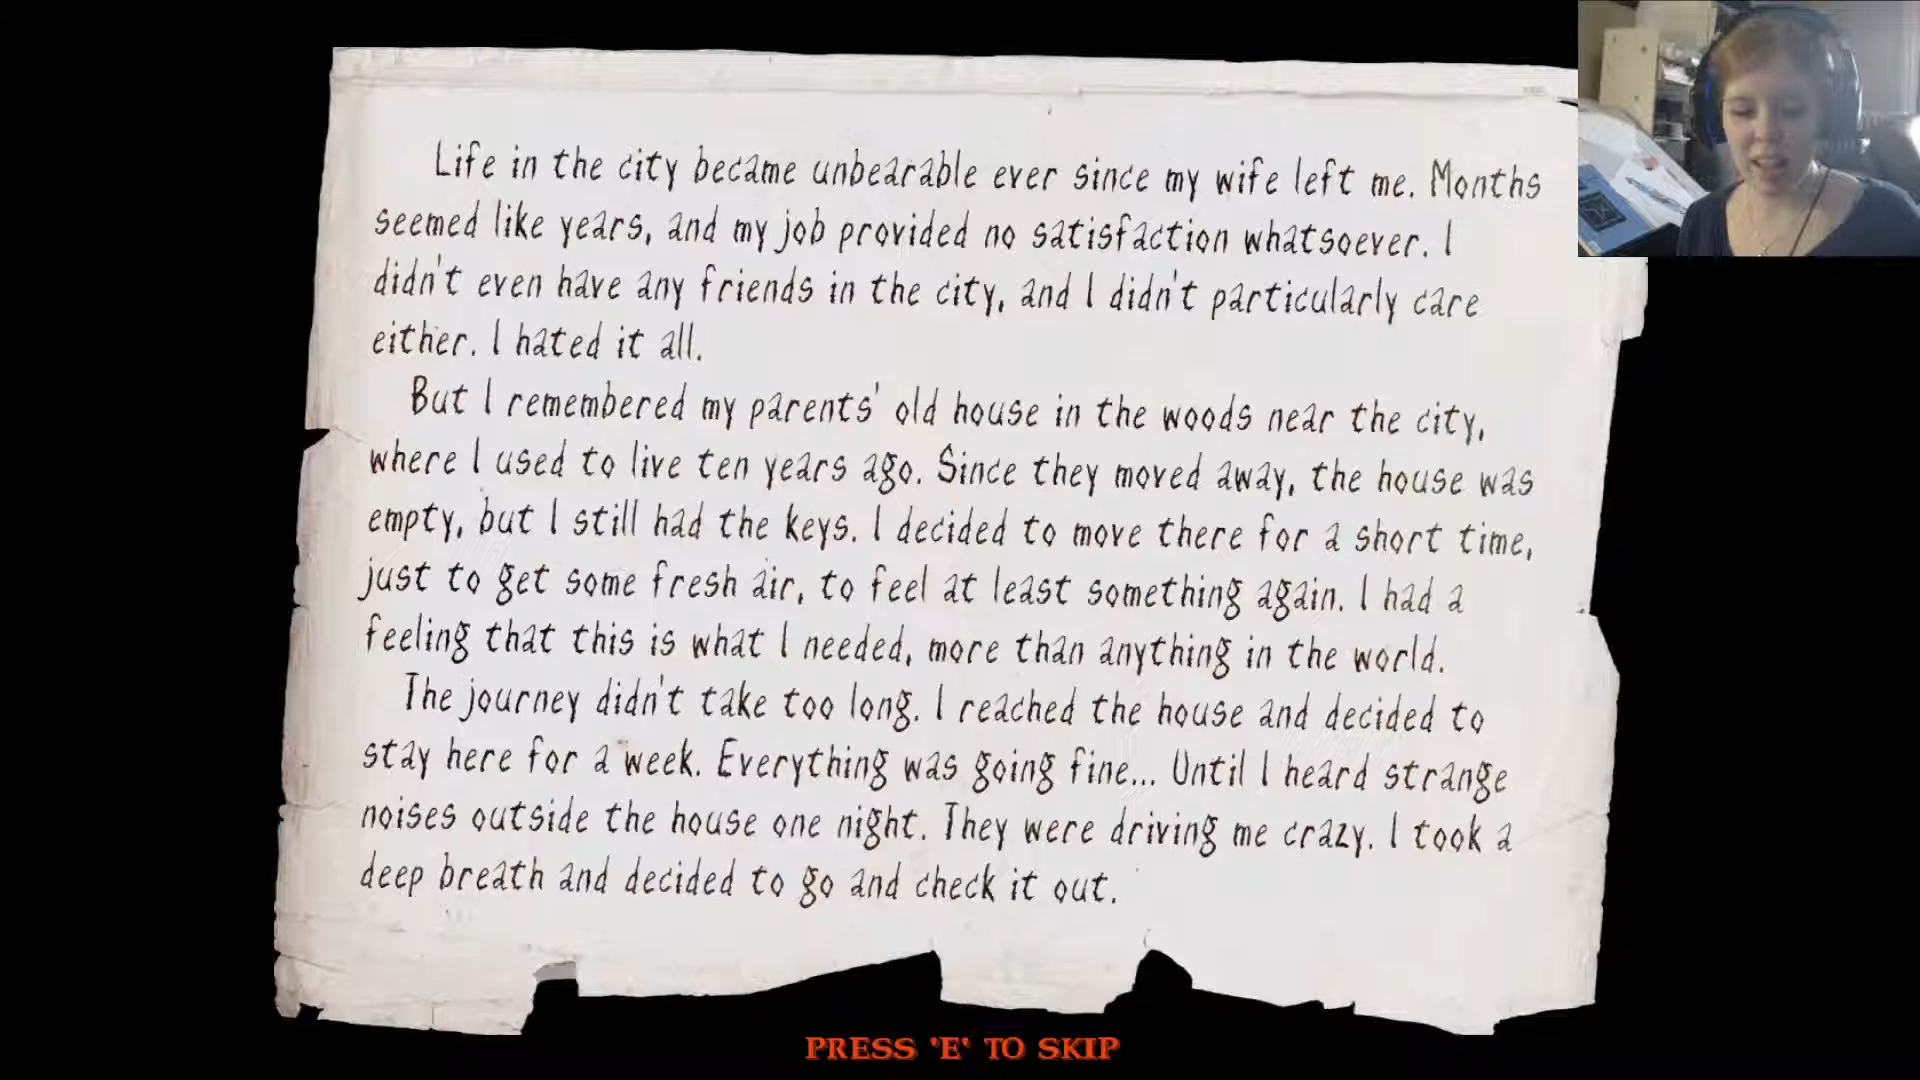 Life in the city became unbearable ever since my wife left me. Months
seemed like years, and my job provided no satisfaction whatsoever. I
didn't even have any friends in the city, and I didn't particularly care
either. I hated it all.
But I remembered my parents' old house in the woods near the city,
where I used to live ten years ago. Since they moved away, the house was
empty, but I still had the keys. I decided to move there for a short time,
just to get some fresh air, to feel at least something again. I had a
feeling that this is what I needed, more than anything in the world.
The journey didn't take too long. I reached the house and decided to
stay here for a week. Everything was going fine... Until I heard strange
noises outside the house one night. They were driving me crazy. I took a
deep breath and decided to go and check it out.
PRESS 'E' TO SKIP